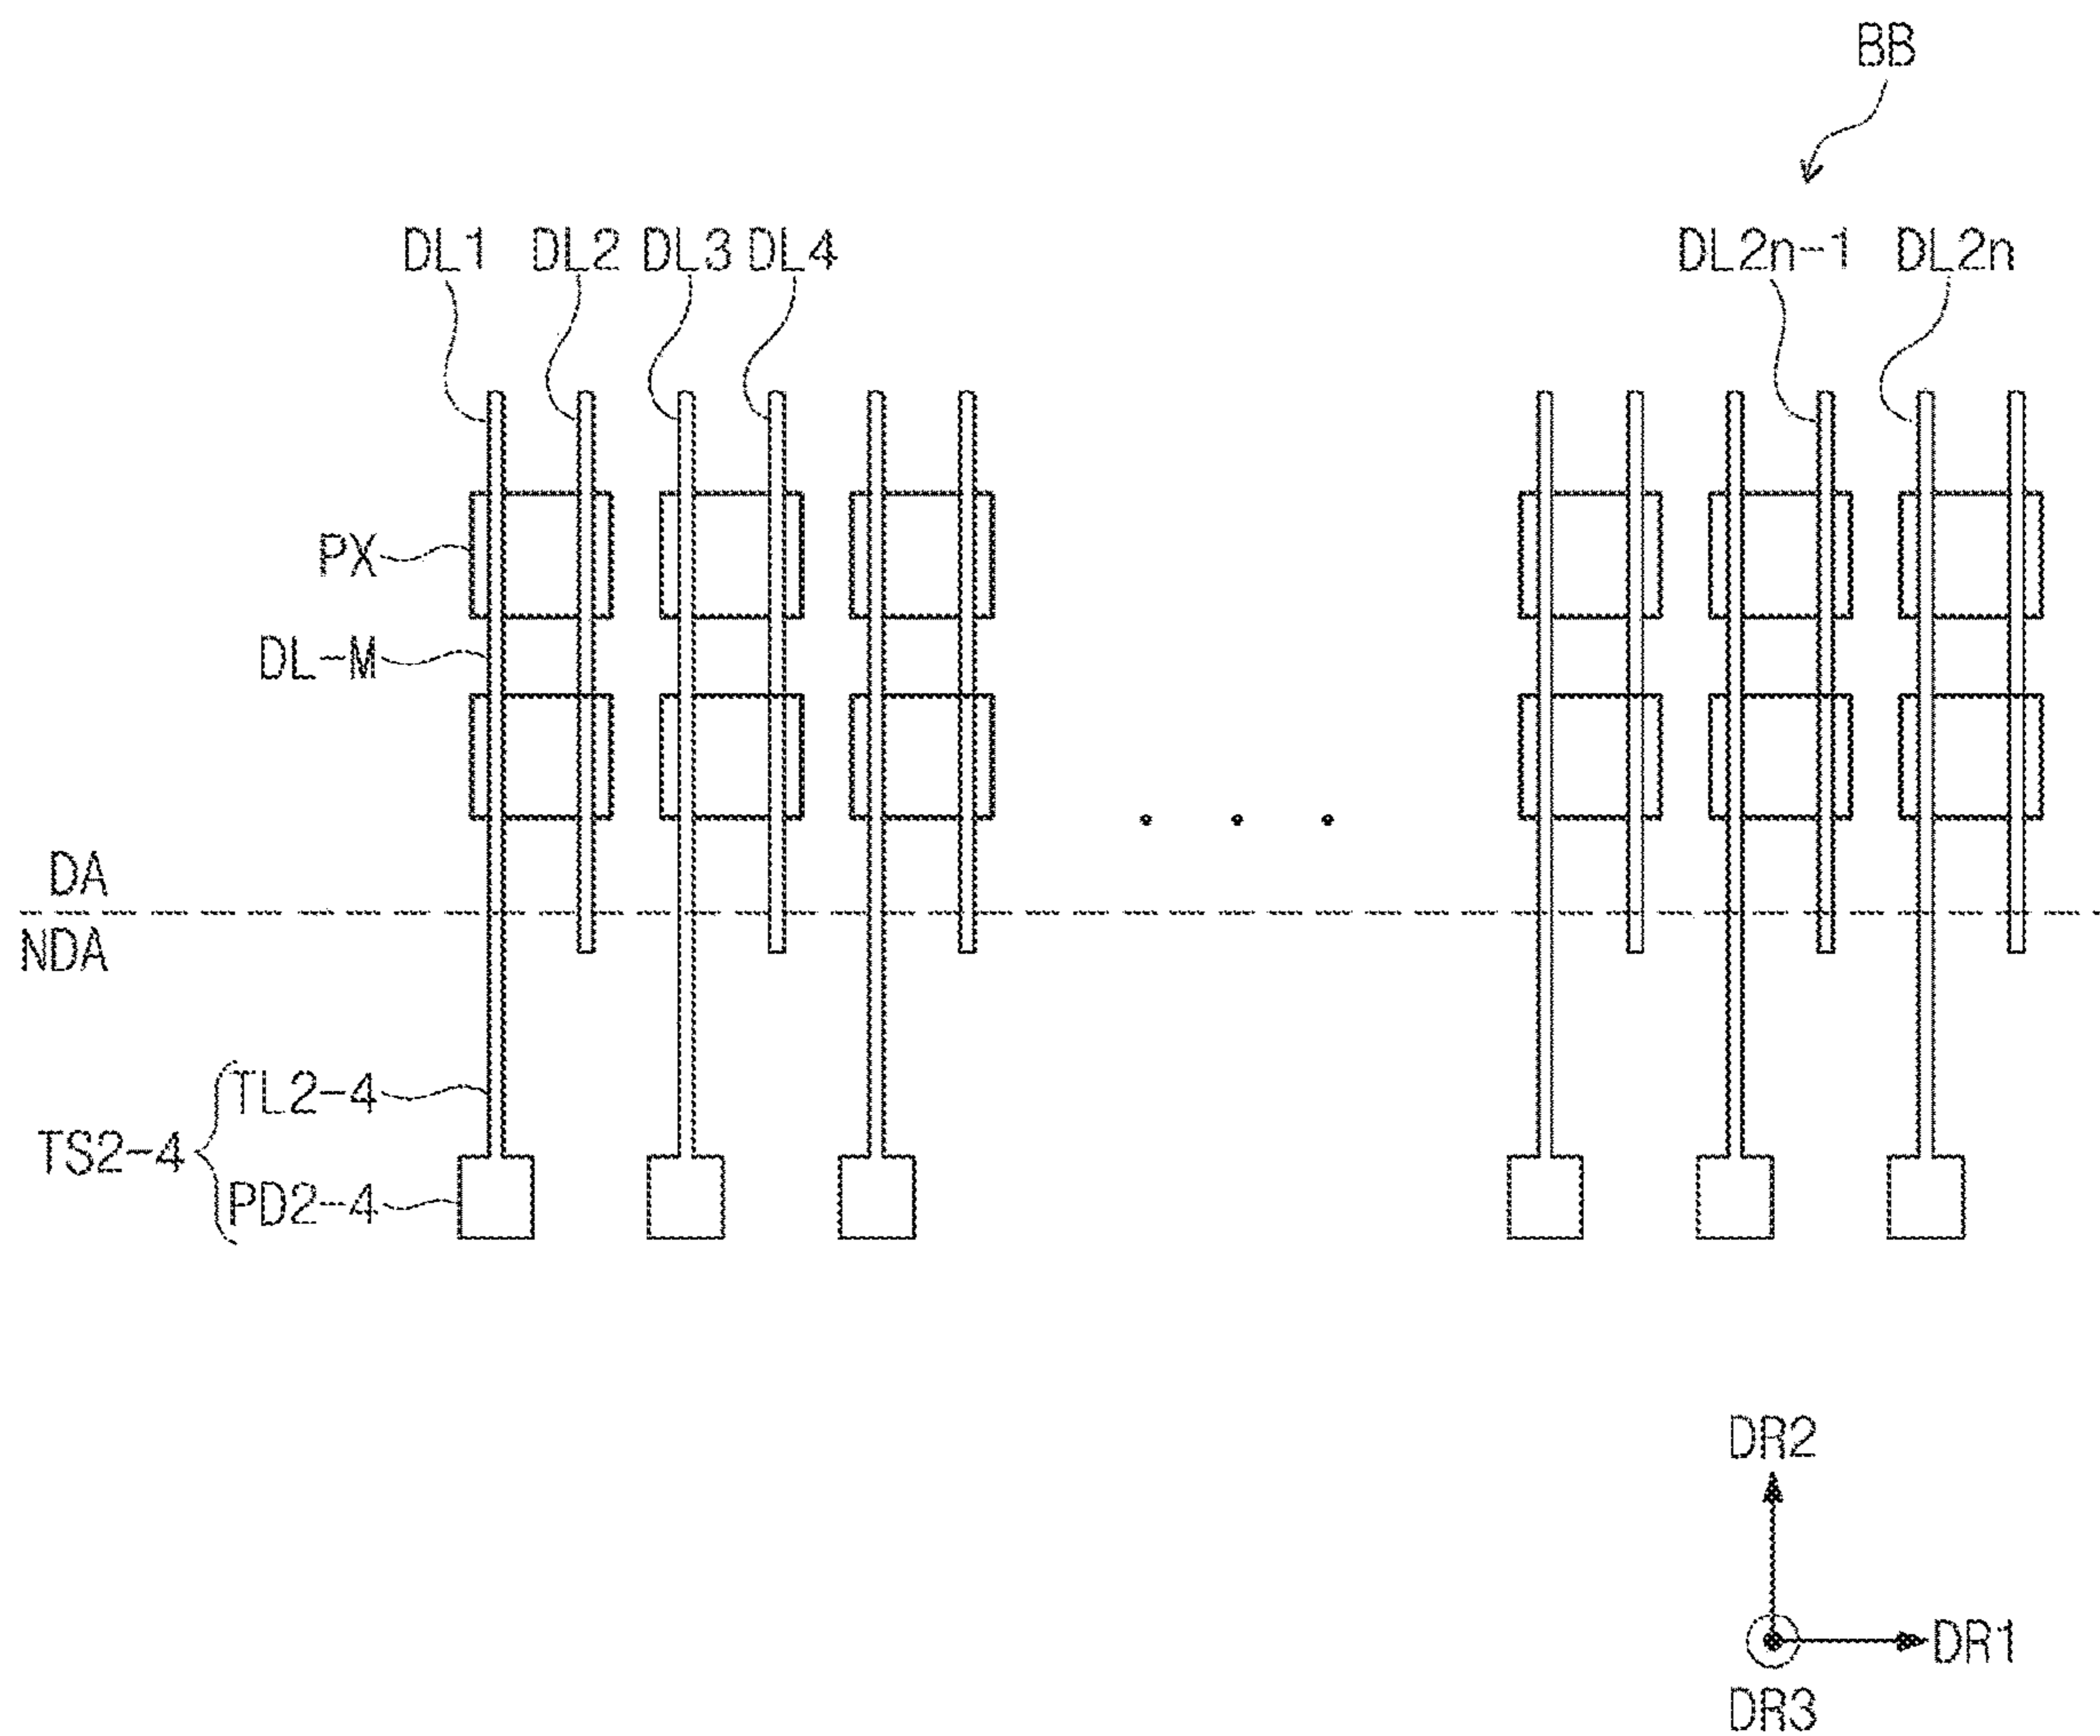 BB
DL1 DL2 DL3 DL4 DL2n-1 DL2n
PX
DL-M
DA
NDA
TL2-4
TS2-4
PD2-4
DR2
DR1
DR3